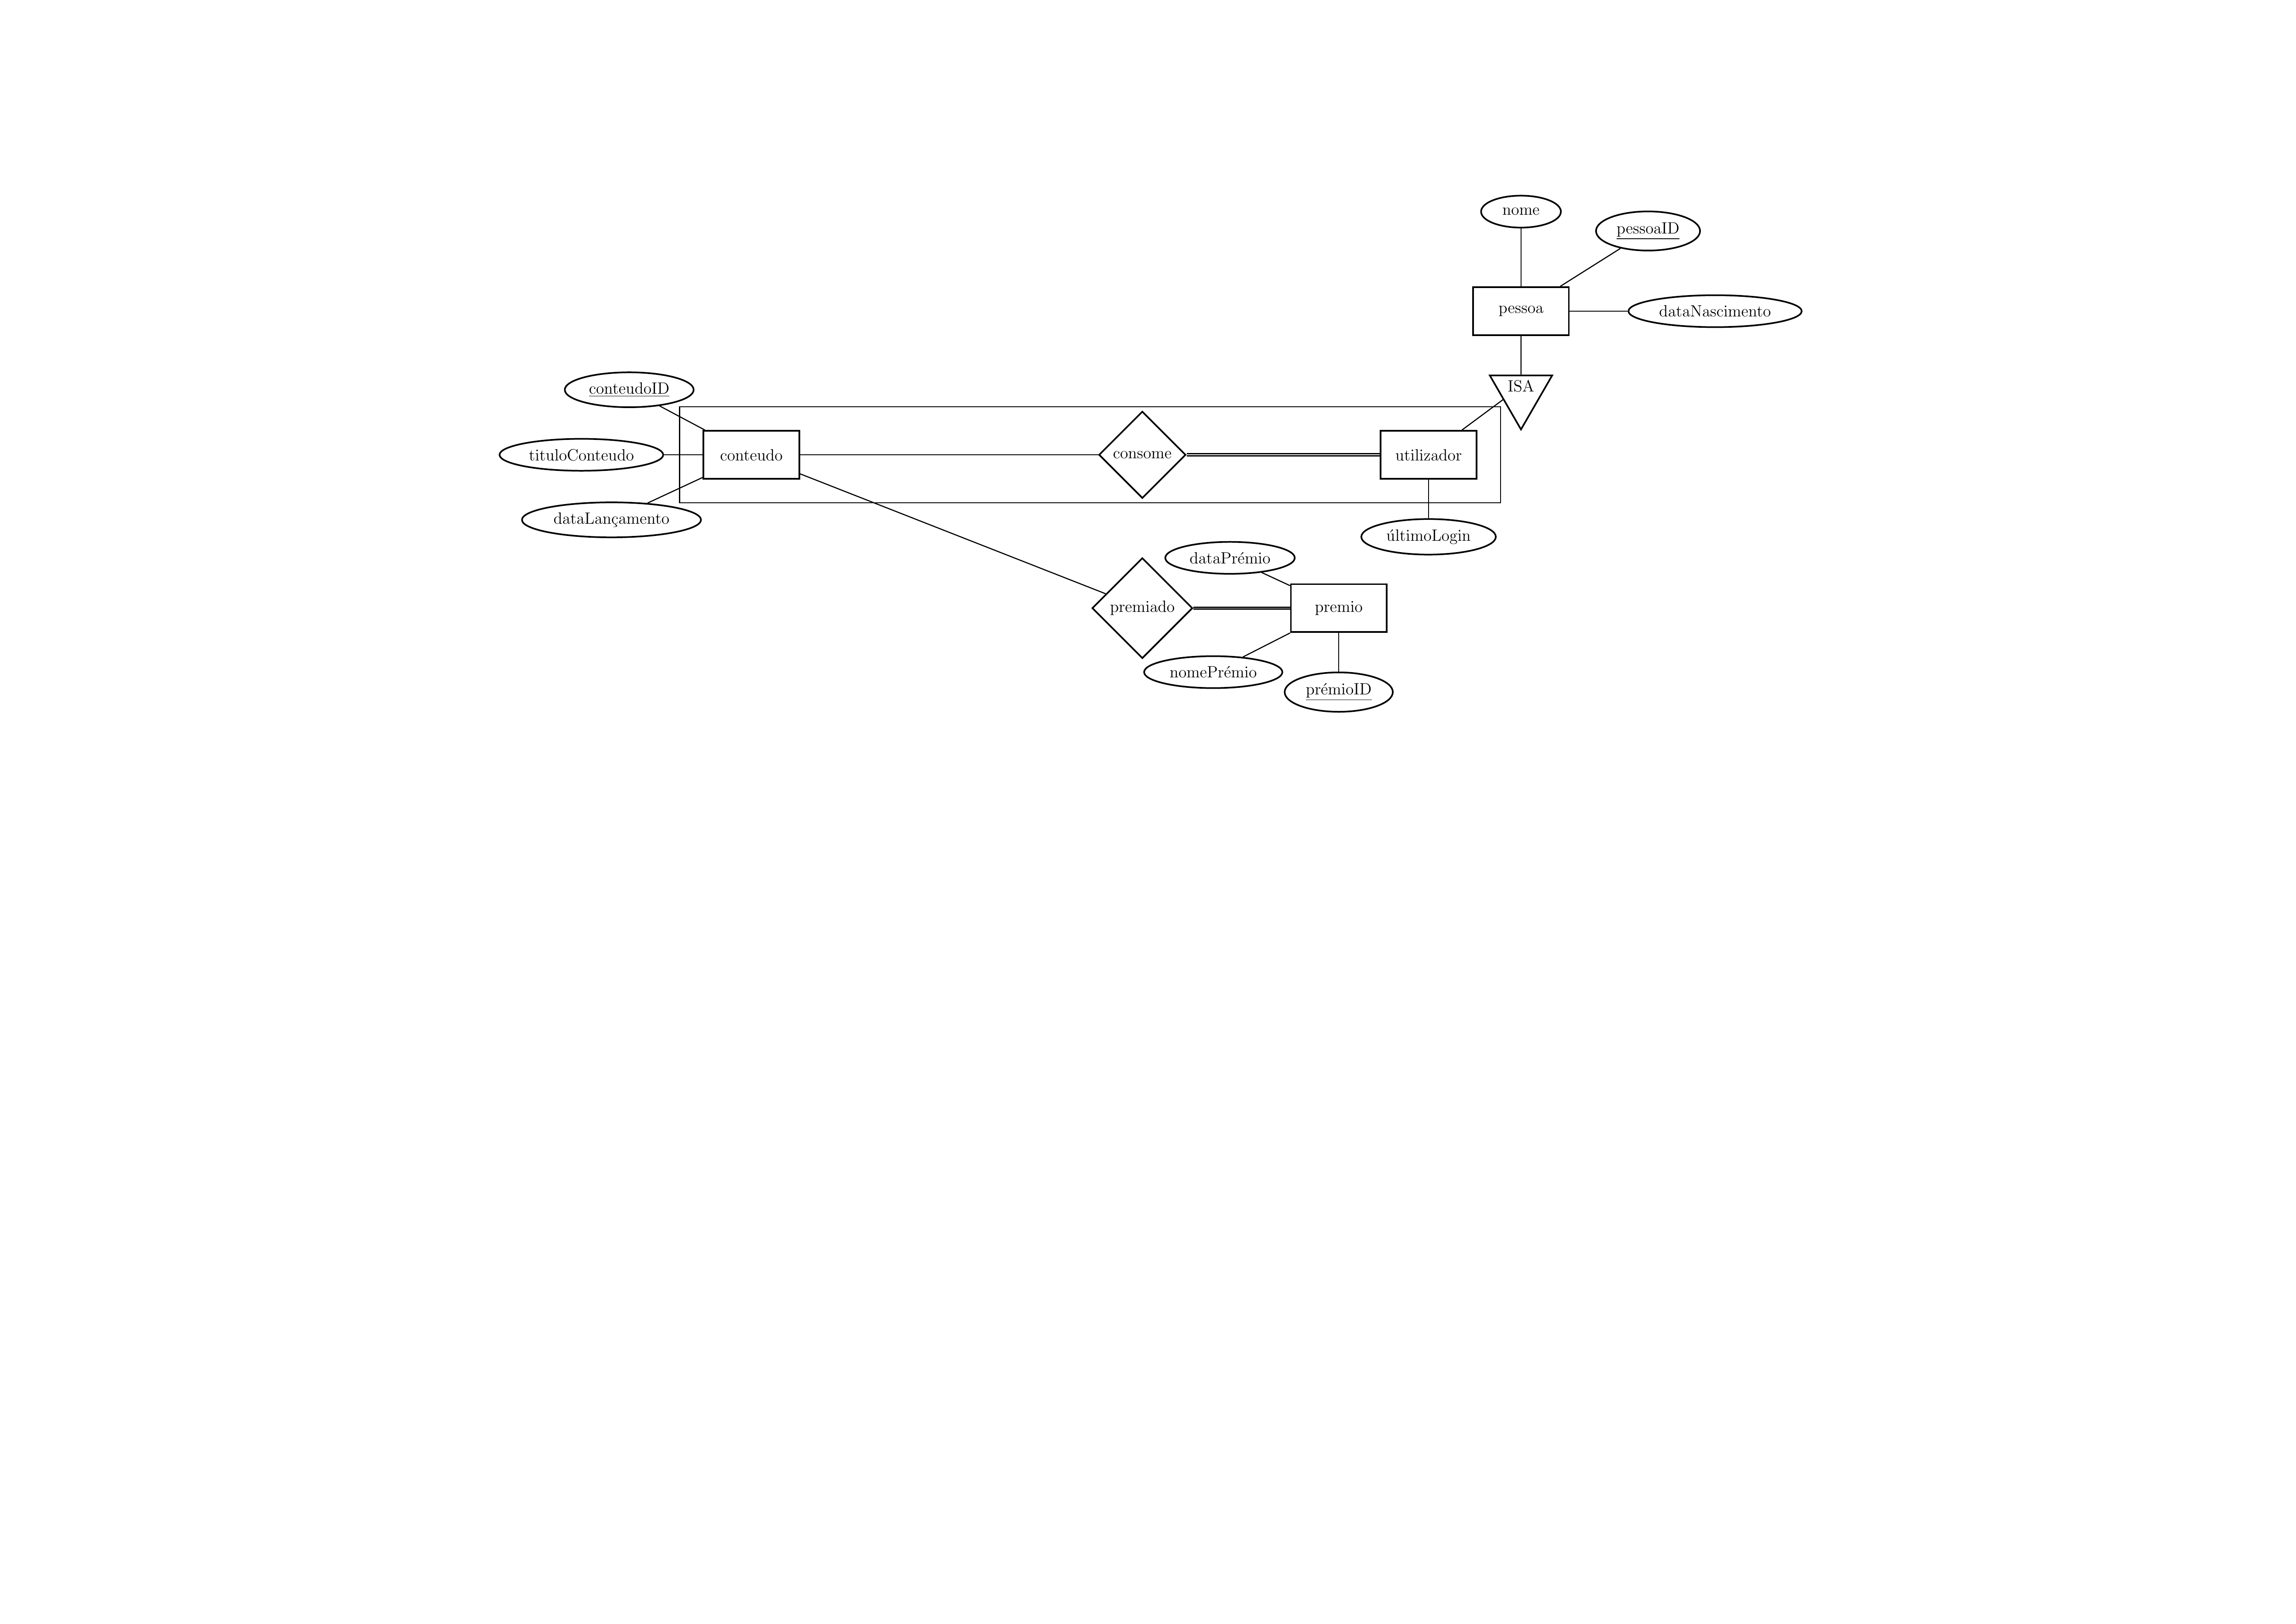 nome
pessoaID
pessoa
dataNascimento
ISA
conteudoID
tituloConteudo
conteudo
consome
utilizador
dataLançamento
últimoLogin
dataPrémio
premiado
premio
nomePrémio
prémioID